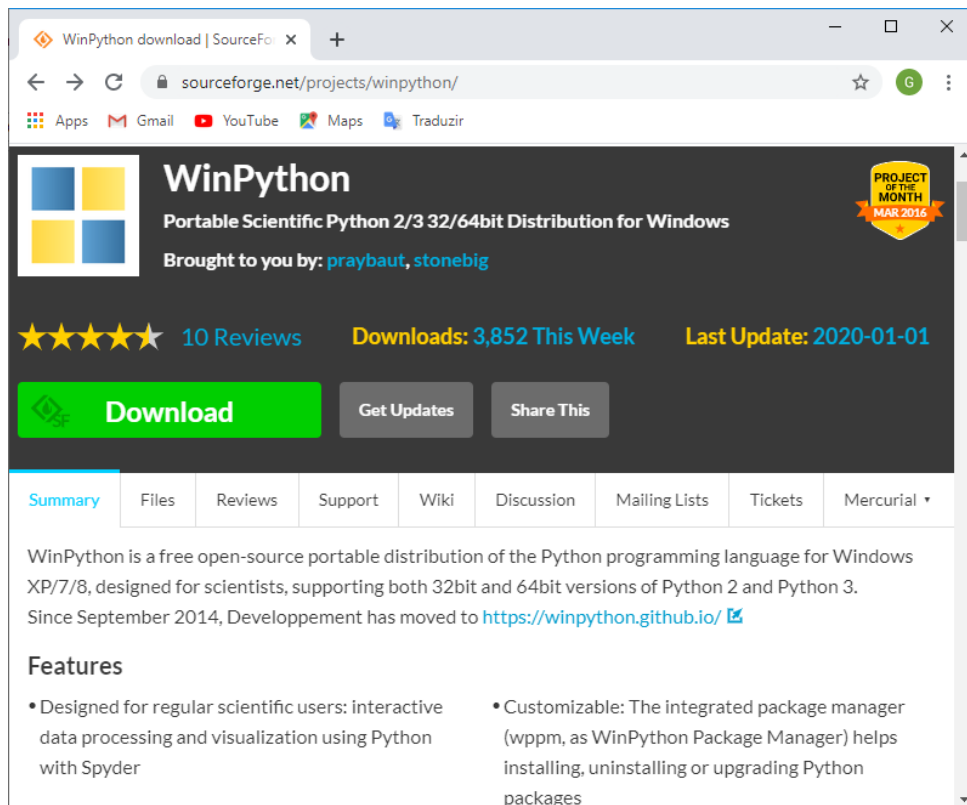 WinPython download | SourceFo
sourceforge.net/projects/winpython/
G
Apps Gmail YouTube Maps Traduzir
WinPython
Portable Scientific Python 2/3 32/64bit Distribution for Windows
Brought to you by: praybaut, stonebig
PROJECT
OF THE
MONTH
MAR 2016
10 Reviews Downloads: 3,852 This Week Last Update: 2020-01-01
SF Download Get Updates Share This
Summary Files Reviews Support Wiki Discussion Mailing Lists Tickets Mercurial
WinPython is a free open-source portable distribution of the Python programming language for Windows
XP/7/8, designed for scientists, supporting both 32bit and 64bit versions of Python 2 and Python 3.
Since September 2014, Developpement has moved to https://winpython.github.io/
Features
• Designed for regular scientific users: interactive
data processing and visualization using Python
with Spyder
• Customizable: The integrated package manager
(wppm, as WinPython Package Manager) helps
installing, uninstalling or upgrading Python
packages